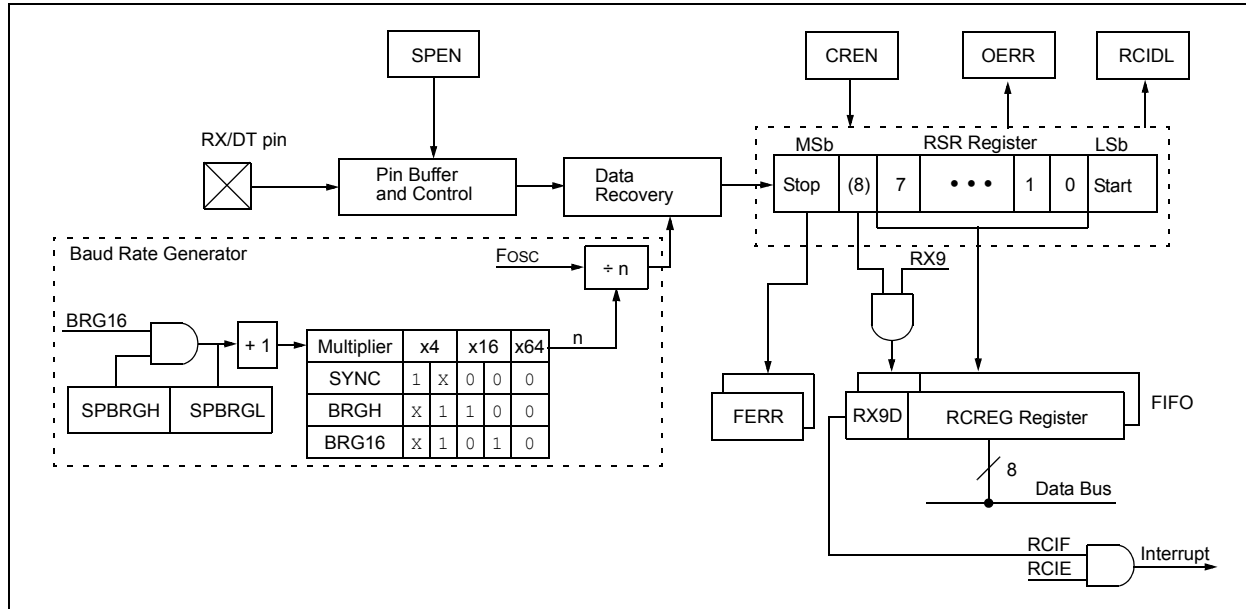 SPEN
CREN
OERR
RCIDL
RX/DT pin
MSb
RSR Register
LSb
Pin Buffer
and Control
Data
Recovery
Stop (8) 7 • • • 1 0 Start
Baud Rate Generator
FOSC
÷ n
RX9
BRG16
+ 1
n
Multiplier x4 x16 x64
SYNC 1 X 0 0 0
BRGH X 1 1 0 0
BRG16 X 1 0 1 0
SPBRGH SPBRGL
FERR
RX9D
RCREG Register
FIFO
8
Data Bus
RCIF
RCIE
Interrupt